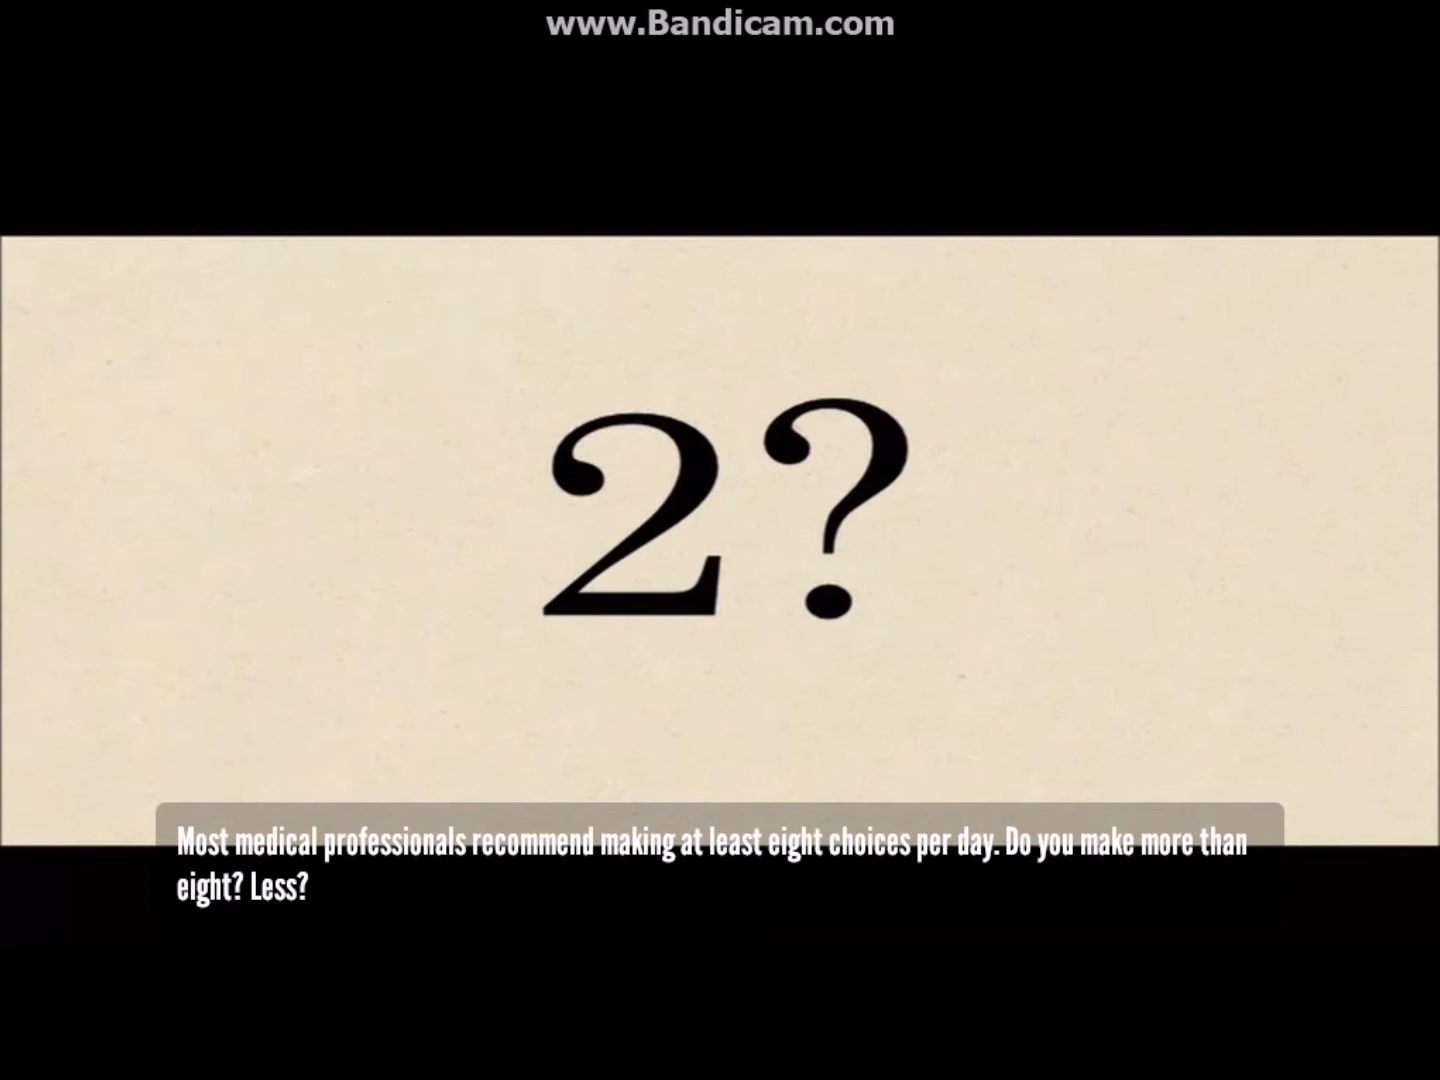 www.Bandicam.com
2?
Most medical professionals recommend making at least eight choices per day. Do you make more than
eight? Less?